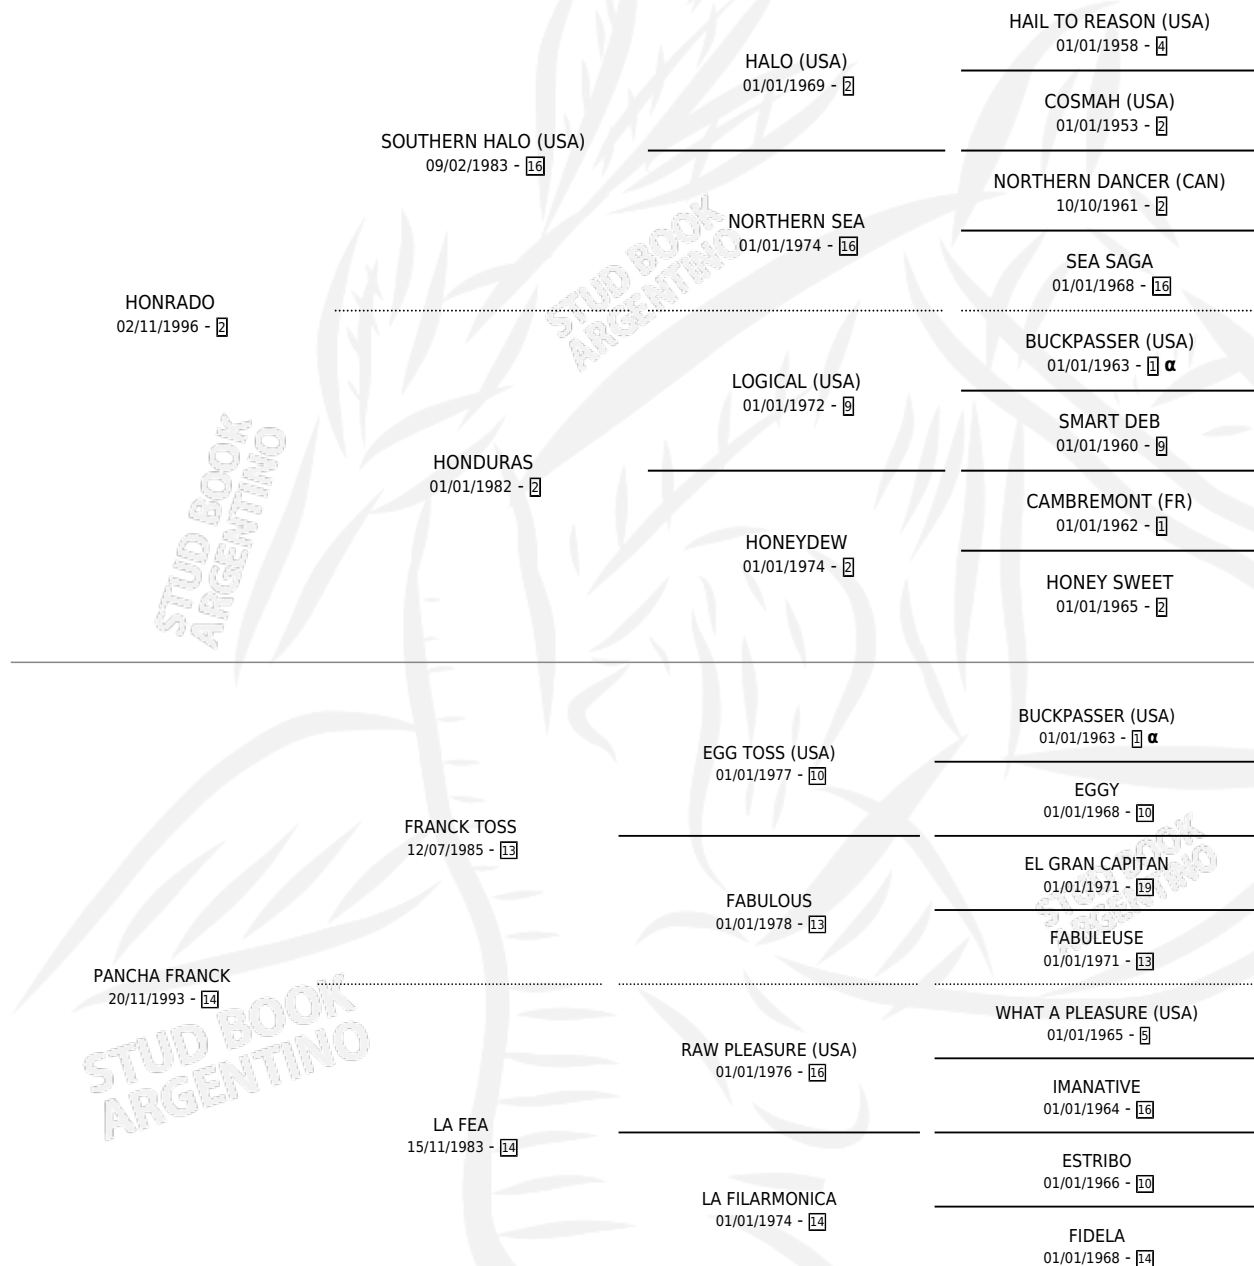 HAIL TO REASON (USA)
01/01/1958 - 4
HALO (USA)
01/01/1969 - 2
COSMAH (USA)
01/01/1953 - 2
SOUTHERN HALO (USA)
09/02/1983 - 16
NORTHERN DANCER (CAN)
10/10/1961 - 2
NORTHERN SEA
01/01/1974 - 16
SEA SAGA
01/01/1968 - 16
HONRADO
02/11/1996 - 2
BUCKPASSER (USA)
01/01/1963 - 1 α
LOGICAL (USA)
01/01/1972 - 9
SMART DEB
01/01/1960 - 9
HONDURAS
01/01/1982 - 2
CAMBREMONT (FR)
01/01/1962 - 1
HONEYDEW
01/01/1974 - 2
HONEY SWEET
01/01/1965 - 2
BUCKPASSER (USA)
01/01/1963 - 1 α
EGG TOSS (USA)
01/01/1977 - 10
EGGY
01/01/1968 - 10
FRANCK TOSS
12/07/1985 - 13
EL GRAN CAPITAN
01/01/1971 - 19
FABULOUS
01/01/1978 - 13
FABULEUSE
01/01/1971 - 13
PANCHA FRANCK
20/11/1993 - 14
WHAT A PLEASURE (USA)
01/01/1965 - 5
RAW PLEASURE (USA)
01/01/1976 - 16
IMANATIVE
01/01/1964 - 16
LA FEA
15/11/1983 - 14
ESTRIBO
01/01/1966 - 10
LA FILARMONICA
01/01/1974 - 14
FIDELA
01/01/1968 - 14
STUD BOOK
ARGENTINO
STUD BOOK
ARGENTINO
STUD BOOK
ARGENTINO
STUD BOOK
ARGENTINO